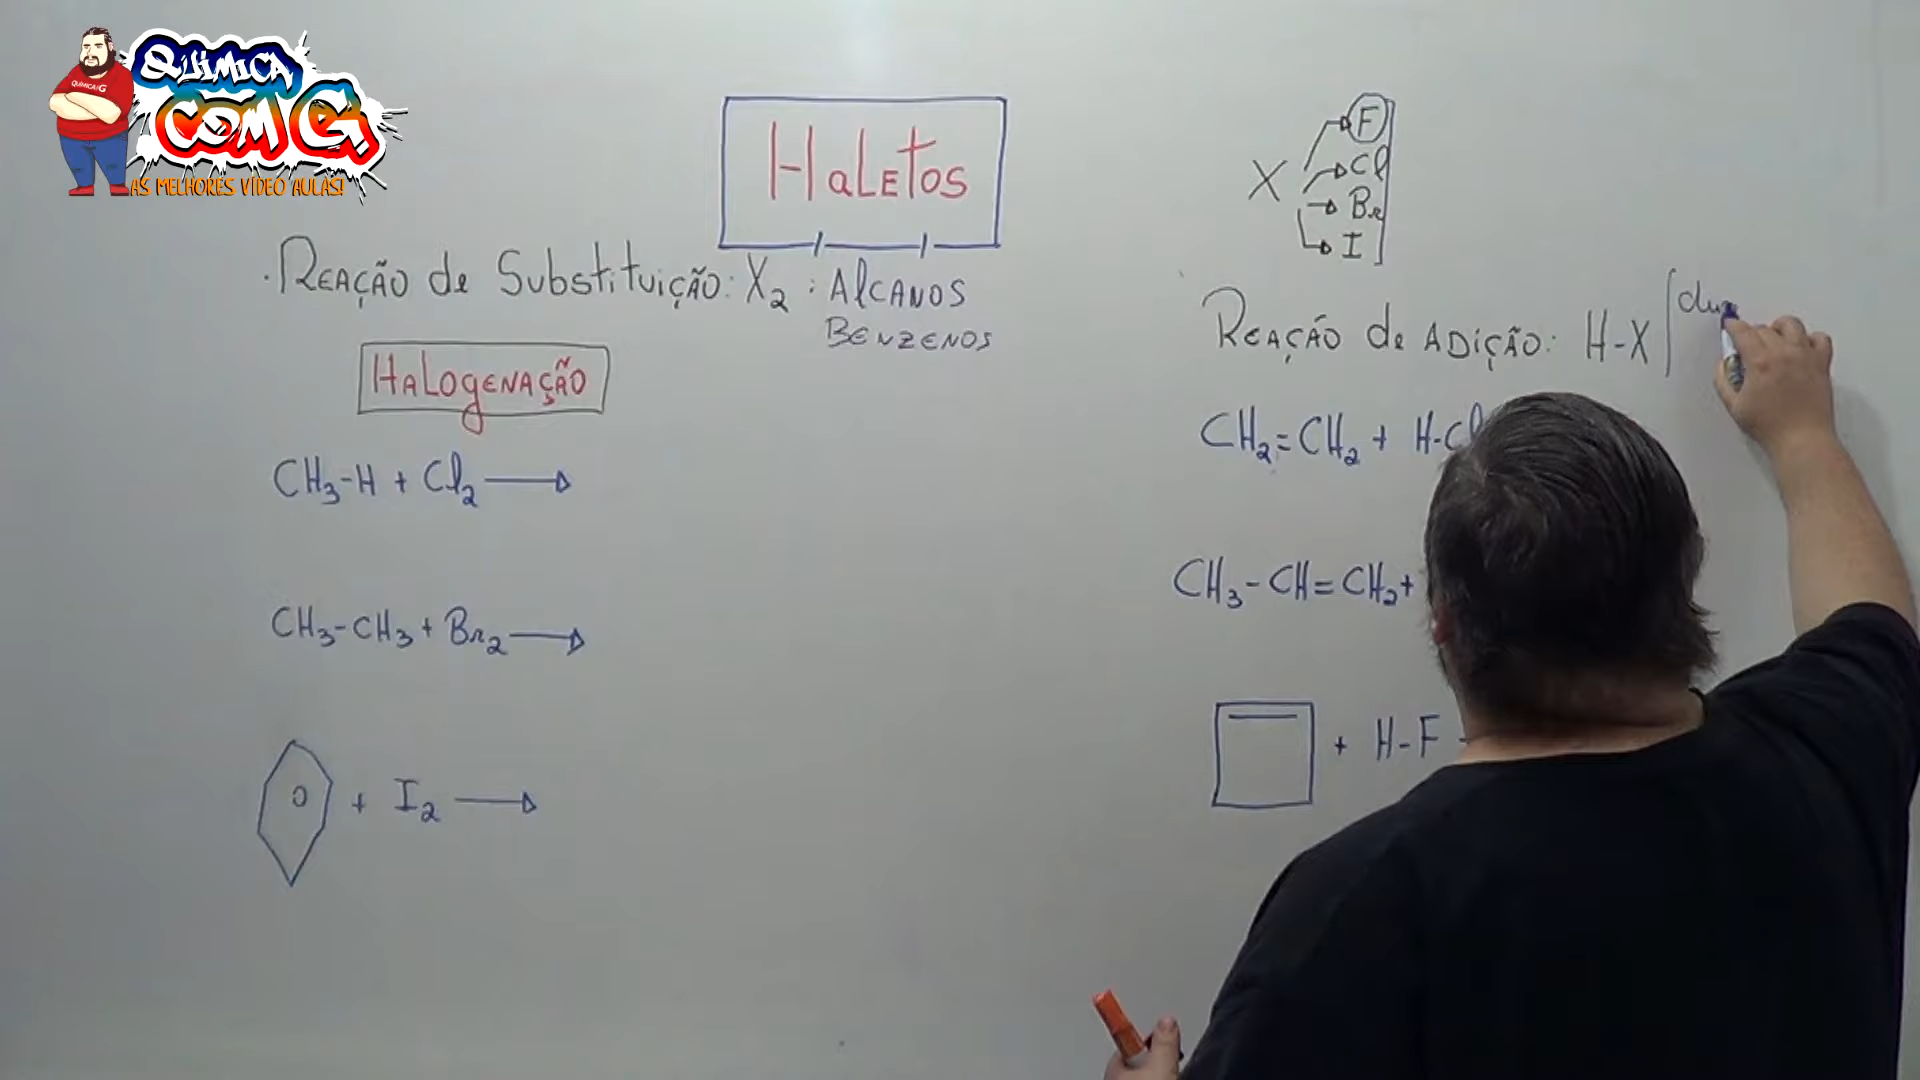 QUÍMICA
COM G
AS MELHORES VÍDEO AULAS!
QUÍMICA G
HaLEtos
X
F
Cl
Br
I
. REAÇÃO de Substituição: X2 : AlCANOS
BENZENOS
HALOgENAÇÃO
CH3-H + Cl2
CH3-CH3 + Br2
+ I2
REAÇÃO de ADIÇÃO: H-X
CH2=CH2 + H-Cl
CH3-CH=CH2+
+ H-F